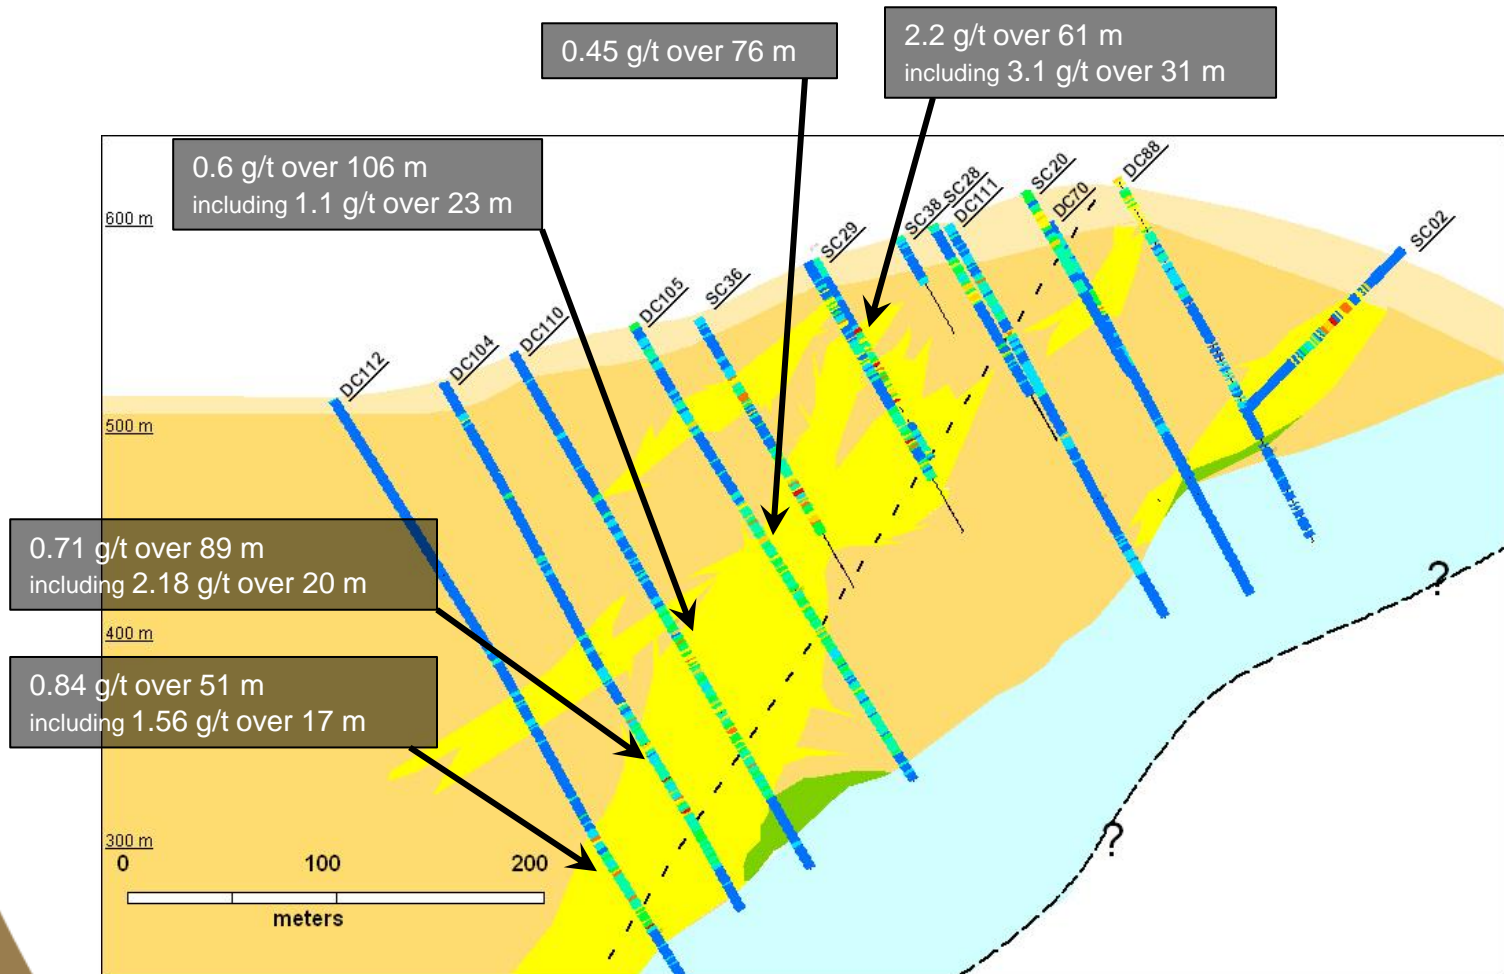 0.45 g/t over 76 m
2.2 g/t over 61 m
including 3.1 g/t over 31 m
0.6 g/t over 106 m
including 1.1 g/t over 23 m
600 m
DC112
DC104
DC110
DC105
SC36
SC29
SC38
SC28
DC111
SC20
DC70
DC88
SC02
500 m
0.71 g/t over 89 m
including 2.18 g/t over 20 m
?
400 m
0.84 g/t over 51 m
including 1.56 g/t over 17 m
?
300 m
0 100 200
meters